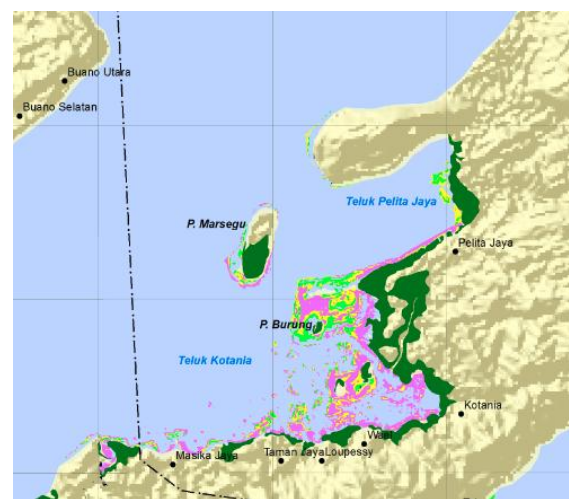 Buano Utara
Buano Selatan
Teluk Pelita Jaya
P. Marsegu
Pelita Jaya
P. Burung
Teluk Kotania
Kotania
Masika Jaya
Taman Jaya
Loupessy